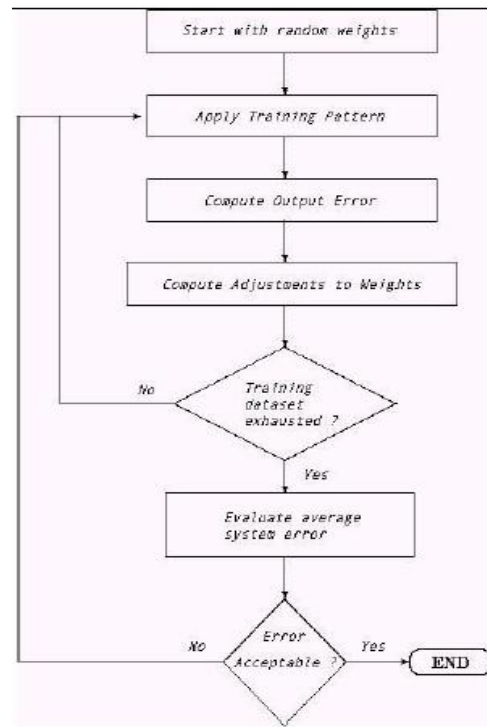 Start with random weights
Apply Training Pattern
Compute Output Error
Compute Adjustments to Weights
No
Training
dataset
exhausted ?
Yes
Evaluate average
system error
No
Error
Acceptable ?
Yes
END